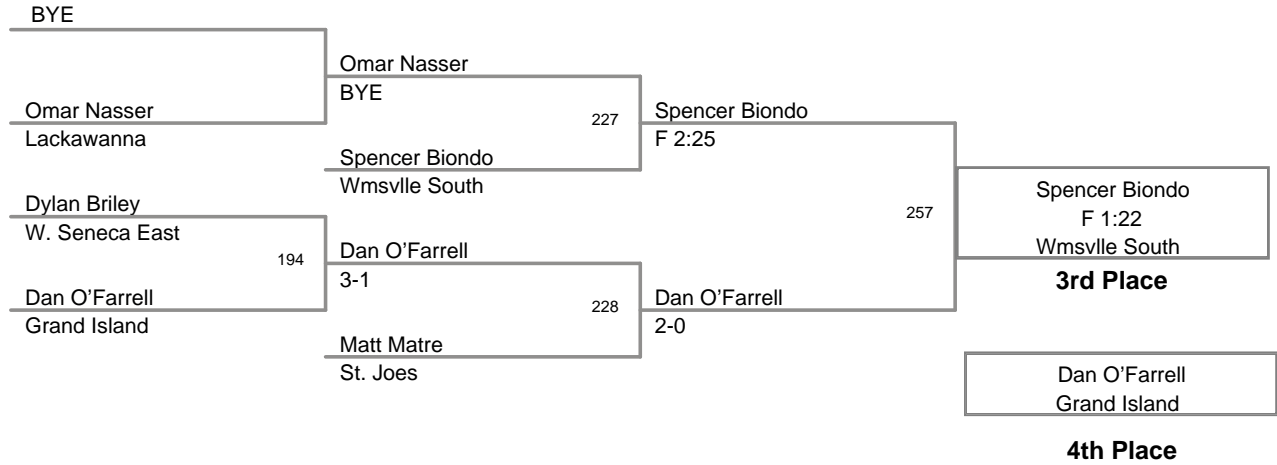 BYE
Omar Nasser
Lackawanna
Dylan Briley
W. Seneca East
194
Dan O'Farrell
Grand Island
Omar Nasser
BYE
227
Spencer Biondo
Wmsvlle South
Dan O'Farrell
3-1
228
Matt Matre
St. Joes
Spencer Biondo
F 2:25
257
Dan O'Farrell
2-0
Spencer Biondo
F 1:22
Wmsvlle South
3rd Place
Dan O'Farrell
Grand Island
4th Place